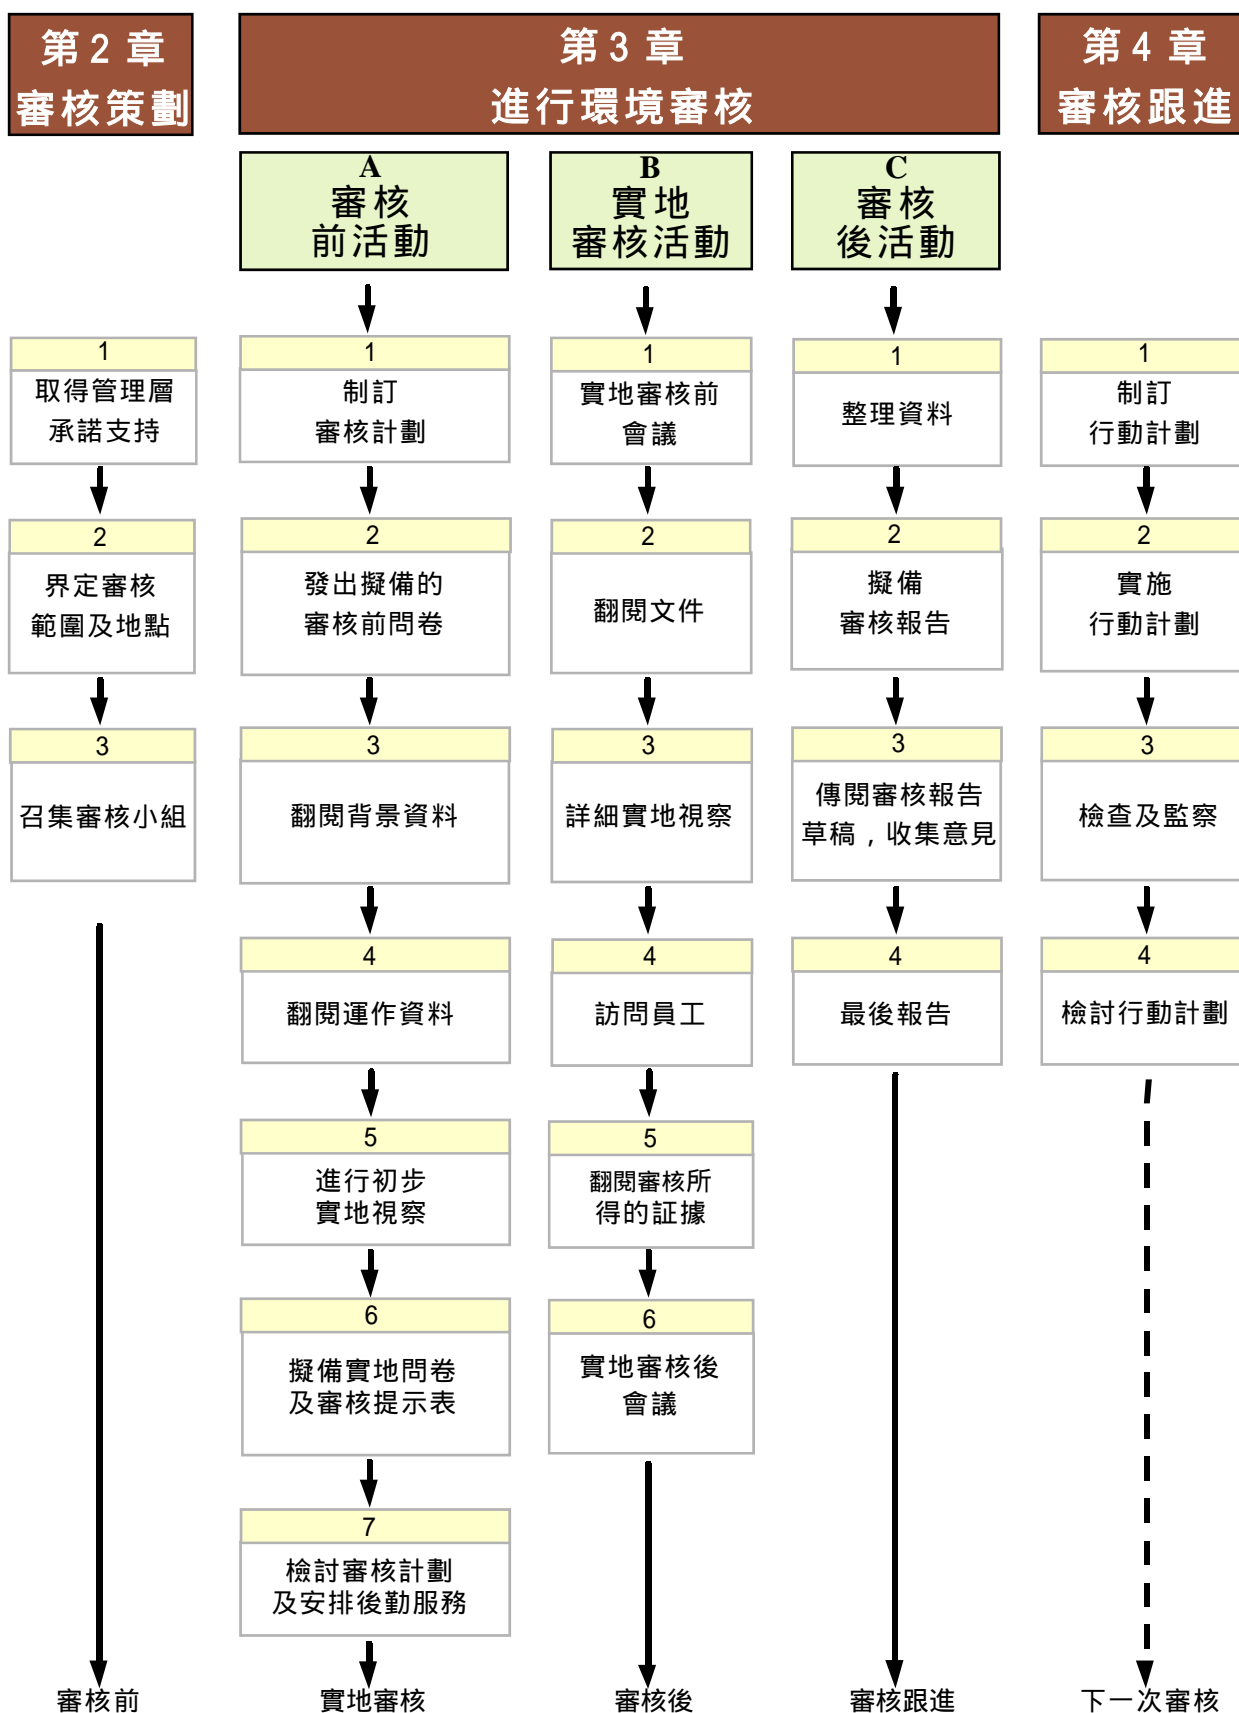 第 2 章
審核策劃
第 3 章
進行環境審核
第 4 章
審核跟進
A
審核
前活動
B
實地
審核活動
C
審核
後活動
1
取得管理層
承諾支持
2
界定審核
範圍及地點
3
召集審核小組
審核前
1
制訂
審核計劃
2
發出擬備的
審核前問卷
3
翻閱背景資料
4
翻閱運作資料
5
進行初步
實地視察
6
擬備實地問卷
及審核提示表
7
檢討審核計劃
及安排後勤服務
實地審核
1
實地審核前
會議
2
翻閱文件
3
詳細實地視察
4
訪問員工
5
翻閱審核所
得的証據
6
實地審核後
會議
審核後
1
整理資料
2
擬備
審核報告
3
傳閱審核報告
草稿，收集意見
4
最後報告
審核跟進
1
制訂
行動計劃
2
實施
行動計劃
3
檢查及監察
4
檢討行動計劃
下一次審核